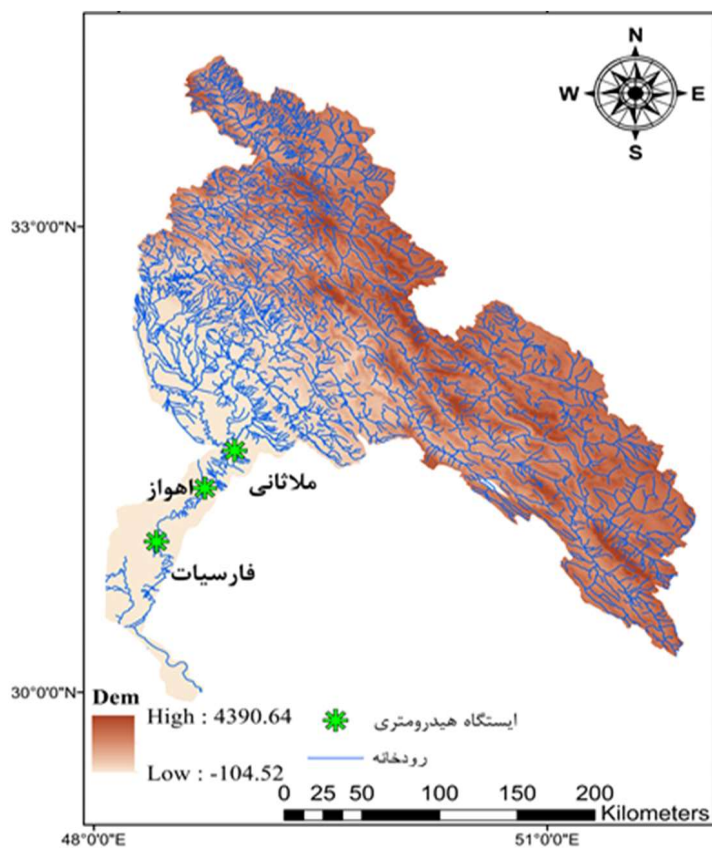 N
W E
S
33°0'0"N
ملاثانی
اهواز
فارسیات
30°0'0"N
Dem
High : 4390.64
ایستگاه هیدرومتری
رودخانه
Low : -104.52
0 25 50 100 150 200
Kilometers
48°0'0"E 51°0'0"E